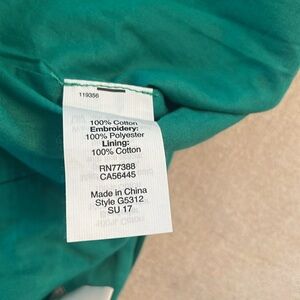 119356
100% Cotton
Embroidery:
100% Polyester
Lining:
100% Cotton
RN77388
CA56445
Made in China
Style G5312
SU 17